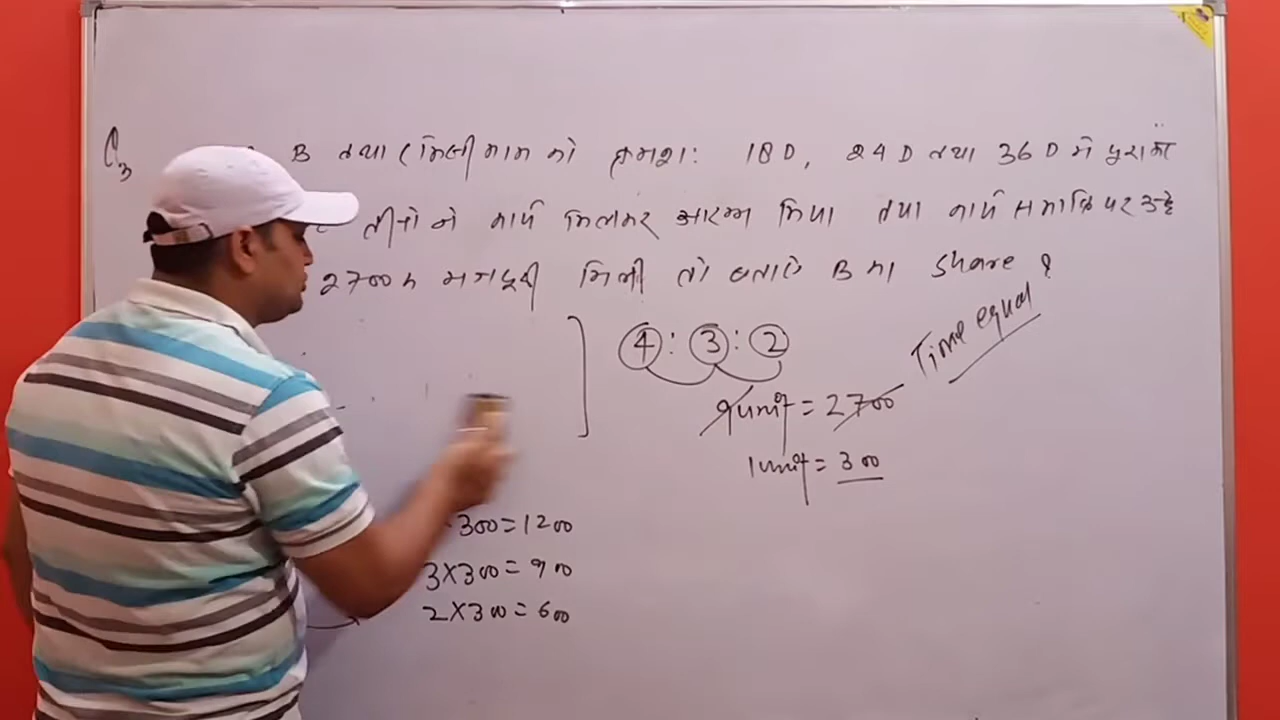 Q3 B तथा C किसी काम को क्रमशः 18 D, 24 D तथा 36 D में पूरा करे
तीनों ने कार्य मिलकर आरम्भ किया तथा कार्य समाप्ति पर उन्हे
2700 मजदूरी मिली तो बताऐ B का Share ?
4 : 3 : 2
Time equal
9 unit = 2700
1 unit = 300
300 = 1200
3 X 300 = 900
2 X 300 = 600